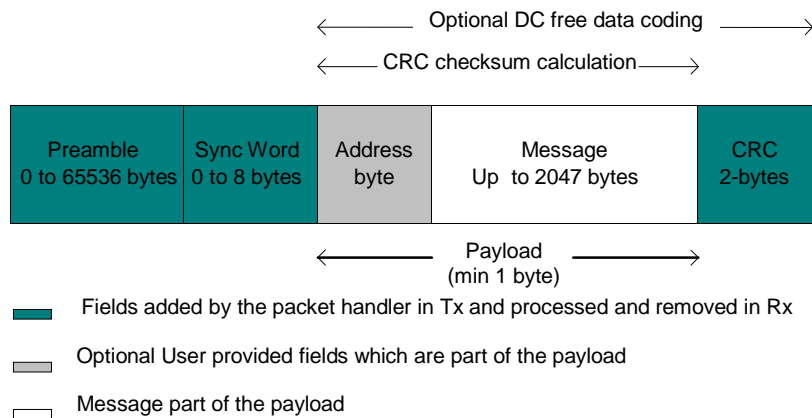 Optional DC free data coding
CRC checksum calculation
Preamble
0 to 65536 bytes
Sync Word
0 to 8 bytes
Address
byte
Message
Up to 2047 bytes
CRC
2-bytes
Payload
(min 1 byte)
Fields added by the packet handler in Tx and processed and removed in Rx
Optional User provided fields which are part of the payload
Message part of the payload